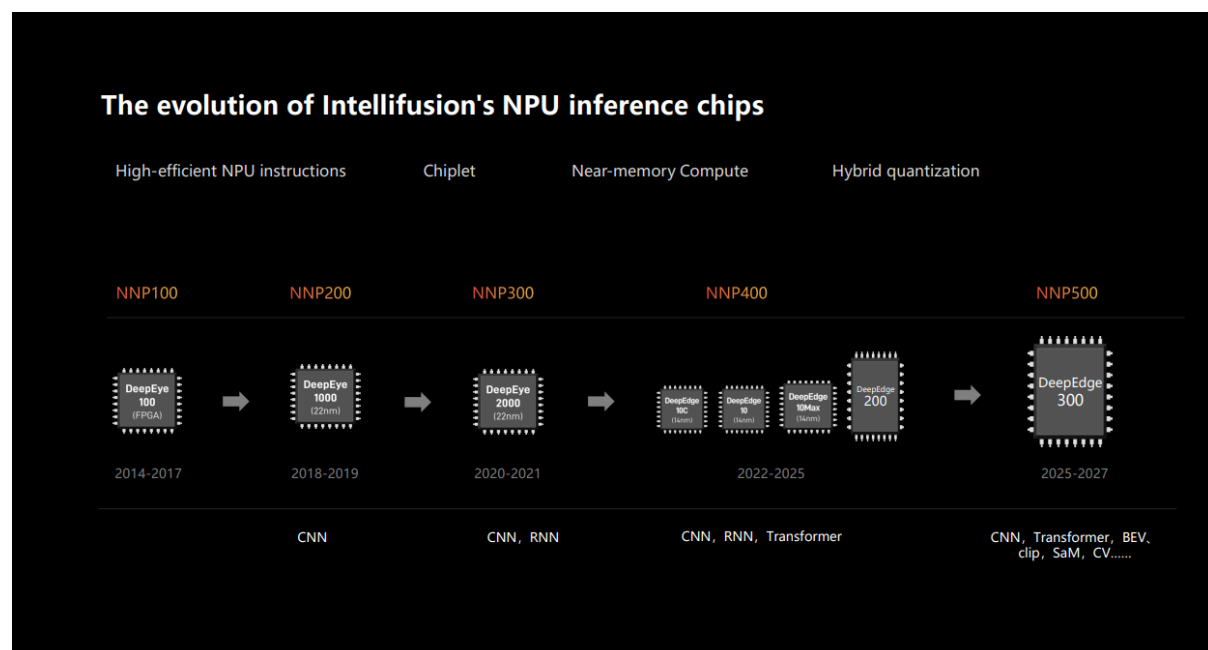 The evolution of Intellifusion's NPU inference chips
High-efficient NPU instructions
Chiplet
Near-memory Compute
Hybrid quantization
NNP100
NNP200
NNP300
NNP400
NNP500
DeepEye
100
(FPGA)
DeepEye
1000
(22nm)
DeepEye
2000
(22nm)
DeepEdge
10C
(14nm)
DeepEdge
10
(14nm)
DeepEdge
10Max
(14nm)
DeepEdge
200
DeepEdge
300
2014-2017
2018-2019
2020-2021
2022-2025
2025-2027
CNN
CNN，RNN
CNN，RNN，Transformer
CNN，Transformer，BEV、
clip，SaM，CV......